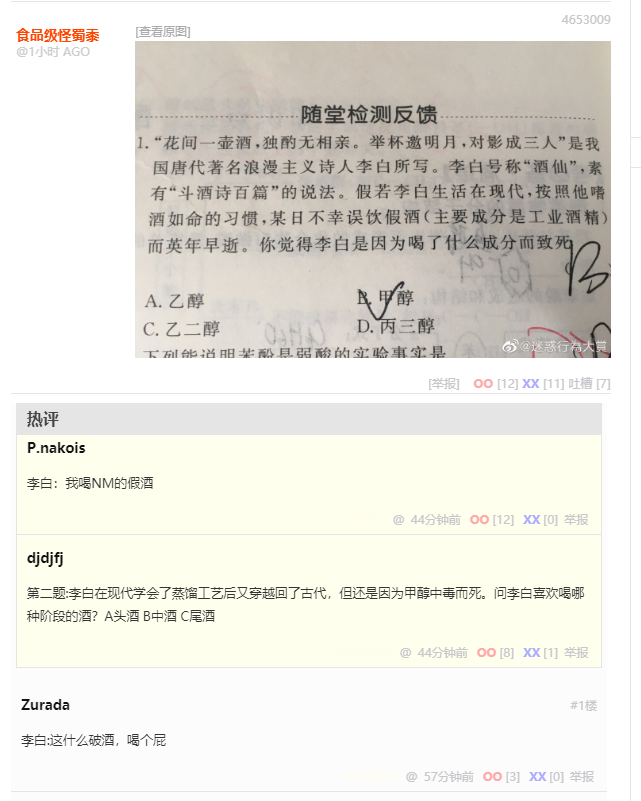 4653009
食品级怪蜀黍
[查看原图]
@1小时 AGO
随堂检测反馈
1.“花间一壶酒,独酌无相亲。举杯邀明月,对影成三人”是我
国唐代著名浪漫主义诗人李白所写。李白号称“酒仙”,素
有“斗酒诗百篇”的说法。假若李白生活在现代,按照他嗜
酒如命的习惯,某日不幸误饮假酒(主要成分是工业酒精)
而英年早逝。你觉得李白是因为喝了什么成分而致死
B
A. 乙醇 B. 甲醇
C. 乙二醇 D. 丙三醇
下列能说明苯酚是弱酸的实验事实是
@迷惑行为大赏
[举报] OO [12] XX [11] 吐槽 [7]
热评
P.nakois
李白：我喝NM的假酒
@ 44分钟前 OO [12] XX [0] 举报
djdjfj
第二题:李白在现代学会了蒸馏工艺后又穿越回了古代，但还是因为甲醇中毒而死。问李白喜欢喝哪
种阶段的酒？A头酒 B中酒 C尾酒
@ 44分钟前 OO [8] XX [1] 举报
Zurada
#1楼
李白:这什么破酒，喝个屁
@ 57分钟前 OO [3] XX [0] 举报